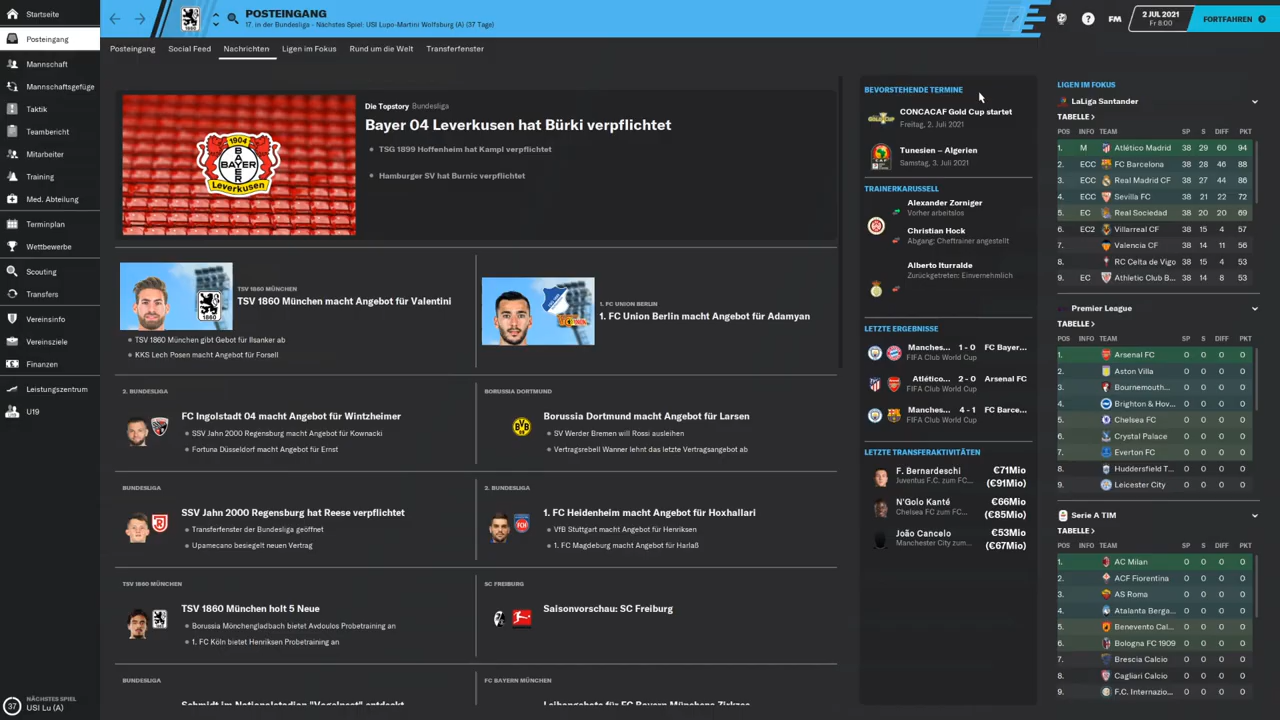 Startseite
Posteingang
Mannschaft
Mannschaftsgefüge
Taktik
Teambericht
Mitarbeiter
Training
Med. Abteilung
Terminplan
Wettbewerbe
Scouting
Transfers
Vereinsinfo
Vereinsziele
Finanzen
Leistungszentrum
U19
37
NÄCHSTES SPIEL
USI Lu (A)
POSTEINGANG
17. in der Bundesliga - Nächstes Spiel: USI Lupo-Martini Wolfsburg (A) (37 Tage)
FM
2 JUL 2021
Fr 8:00
FORTFAHREN
Posteingang
Social Feed
Nachrichten
Ligen im Fokus
Rund um die Welt
Transferfenster
1904
BAYER
Leverkusen
Die Topstory Bundesliga
Bayer 04 Leverkusen hat Bürki verpflichtet
TSG 1899 Hoffenheim hat Kampl verpflichtet
Hamburger SV hat Burnic verpflichtet
TSV 1860 MÜNCHEN
TSV 1860 München macht Angebot für Valentini
TSV 1860 München gibt Gebot für Ilsanker ab
KKS Lech Posen macht Angebot für Forsell
1. FC UNION BERLIN
1. FC Union Berlin macht Angebot für Adamyan
2. BUNDESLIGA
FC Ingolstadt 04 macht Angebot für Wintzheimer
SSV Jahn 2000 Regensburg macht Angebot für Kownacki
Fortuna Düsseldorf macht Angebot für Ernst
BORUSSIA DORTMUND
Borussia Dortmund macht Angebot für Larsen
SV Werder Bremen will Rossi ausleihen
Vertragsrebell Wanner lehnt das letzte Vertragsangebot ab
BUNDESLIGA
SSV Jahn 2000 Regensburg hat Reese verpflichtet
Transferfenster der Bundesliga geöffnet
Upamecano besiegelt neuen Vertrag
2. BUNDESLIGA
1. FC Heidenheim macht Angebot für Hoxhallari
VfB Stuttgart macht Angebot für Henriksen
1. FC Magdeburg macht Angebot für Harlaß
TSV 1860 MÜNCHEN
TSV 1860 München holt 5 Neue
Borussia Mönchengladbach bietet Avdoulos Probetraining an
1. FC Köln bietet Henriksen Probetraining an
SC FREIBURG
Saisonvorschau: SC Freiburg
BUNDESLIGA
Schmidt im Nationalstadion "Vogelnest" entdeckt
FC BAYERN MÜNCHEN
Leihangebote für FC Bayern Münchens Zirkzee
BEVORSTEHENDE TERMINE
CONCACAF Gold Cup startet
Freitag, 2. Juli 2021
Tunesien – Algerien
Samstag, 3. Juli 2021
TRAINERKARUSSELL
Alexander Zorniger
Vorher arbeitslos
Christian Hock
Abgang: Cheftrainer angestellt
Alberto Iturralde
Zurückgetreten: Einvernehmlich
LETZTE ERGEBNISSE
Manches... 1 - 0 FC Bayer...
FIFA Club World Cup
Atlético... 2 - 0 Arsenal FC
FIFA Club World Cup
Manches... 4 - 1 FC Barce...
FIFA Club World Cup
LETZTE TRANSFERAKTIVITÄTEN
F. Bernardeschi €71Mio
Juventus F.C. zum FC... (€91Mio)
N'Golo Kanté €66Mio
Chelsea FC zum FC... (€85Mio)
João Cancelo €53Mio
Manchester City zum... (€67Mio)
LIGEN IM FOKUS
LaLiga Santander
TABELLE
POS INFO TEAM SP S DIFF PKT
1. M Atlético Madrid 38 29 60 94
2. ECC FC Barcelona 38 28 46 88
3. ECC Real Madrid CF 38 27 44 86
4. ECC Sevilla FC 38 21 22 72
5. EC Real Sociedad 38 20 20 69
6. EC2 Villarreal CF 38 15 4 57
7. Valencia CF 38 14 11 56
8. RC Celta de Vigo 38 15 4 53
9. EC Athletic Club B... 38 14 8 53
Premier League
TABELLE
POS INFO TEAM SP S DIFF PKT
1. Arsenal FC 0 0 0 0
2. Aston Villa 0 0 0 0
3. Bournemouth... 0 0 0 0
4. Brighton & Hov... 0 0 0 0
5. Chelsea FC 0 0 0 0
6. Crystal Palace 0 0 0 0
7. Everton FC 0 0 0 0
8. Huddersfield T... 0 0 0 0
9. Leicester City 0 0 0 0
Serie A TIM
TABELLE
POS INFO TEAM SP S DIFF PKT
1. AC Milan 0 0 0 0
2. ACF Fiorentina 0 0 0 0
3. AS Roma 0 0 0 0
4. Atalanta Berga... 0 0 0 0
5. Benevento Cal... 0 0 0 0
6. Bologna FC 1909 0 0 0 0
7. Brescia Calcio 0 0 0 0
8. Cagliari Calcio 0 0 0 0
9. F.C. Internazio... 0 0 0 0